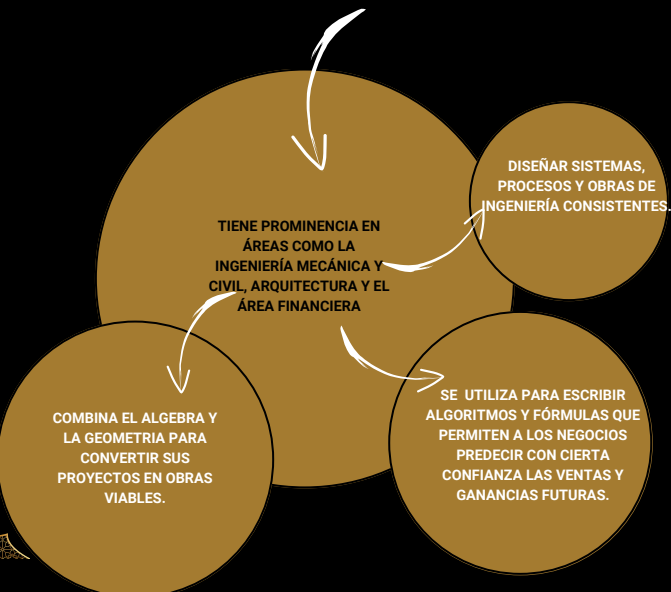 TIENE PROMINENCIA EN
ÁREAS COMO LA
INGENIERÍA MECÁNICA Y
CIVIL, ARQUITECTURA Y EL
ÁREA FINANCIERA
DISEÑAR SISTEMAS,
PROCESOS Y OBRAS DE
INGENIERÍA CONSISTENTES.
COMBINA EL ALGEBRA Y
LA GEOMETRIA PARA
CONVERTIR SUS
PROYECTOS EN OBRAS
VIABLES.
SE UTILIZA PARA ESCRIBIR
ALGORITMOS Y FÓRMULAS QUE
PERMITEN A LOS NEGOCIOS
PREDECIR CON CIERTA
CONFIANZA LAS VENTAS Y
GANANCIAS FUTURAS.